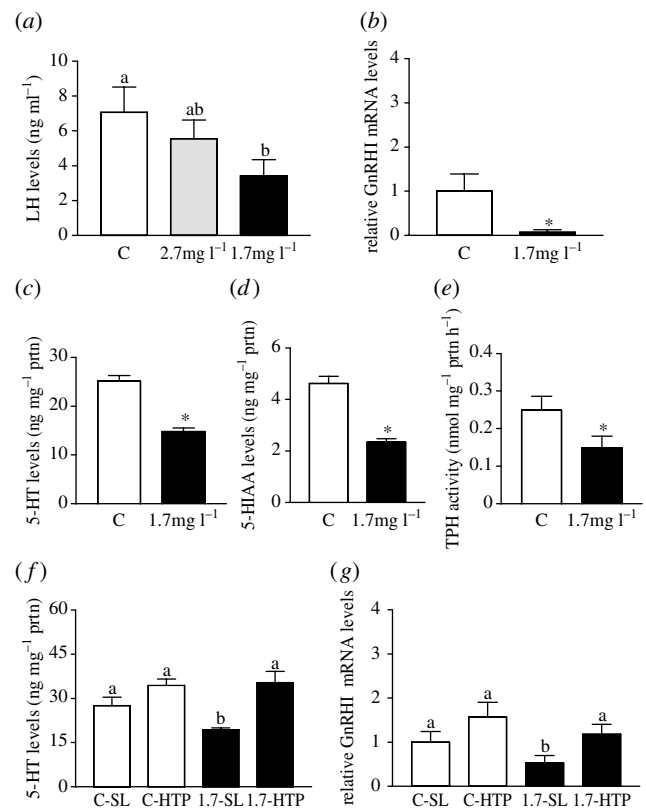 (a)
LH levels (ng ml⁻¹)
8
6
4
2
0
a
ab
b
C
2.7mg l⁻¹
1.7mg l⁻¹
(b)
relative GnRHI mRNA levels
4
3
2
1
0
*
C
1.7mg l⁻¹
(c)
5-HT levels (ng mg⁻¹ prtn)
30
20
10
0
*
C
1.7mg l⁻¹
(d)
5-HIAA levels (ng mg⁻¹ prtn)
6
4
2
0
*
C
1.7mg l⁻¹
(e)
TPH activity (nmol mg⁻¹ prtn h⁻¹)
0.4
0.3
0.2
0.1
0
*
C
1.7mg l⁻¹
(f)
5-HT levels (ng mg⁻¹ prtn)
60
45
30
15
0
a
a
b
a
C-SL
C-HTP
1.7-SL
1.7-HTP
(g)
relative GnRHI mRNA levels
4
3
2
1
0
a
a
b
a
C-SL
C-HTP
1.7-SL
1.7-HTP